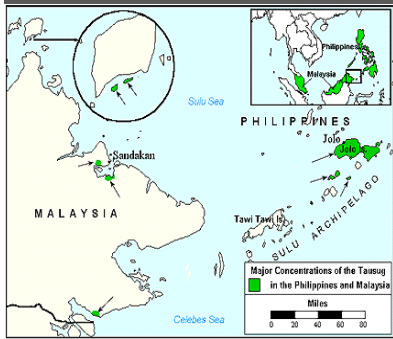 Philippines
Malaysia
Sulu Sea
PHILIPPINES
Jolo
Jolo
Sandakan
MALAYSIA
Tawi Tawi Is.
SULU ARCHIPELAGO
Major Concentrations of the Tausug
in the Philippines and Malaysia
Miles
0 20 40 60 80
Celebes Sea